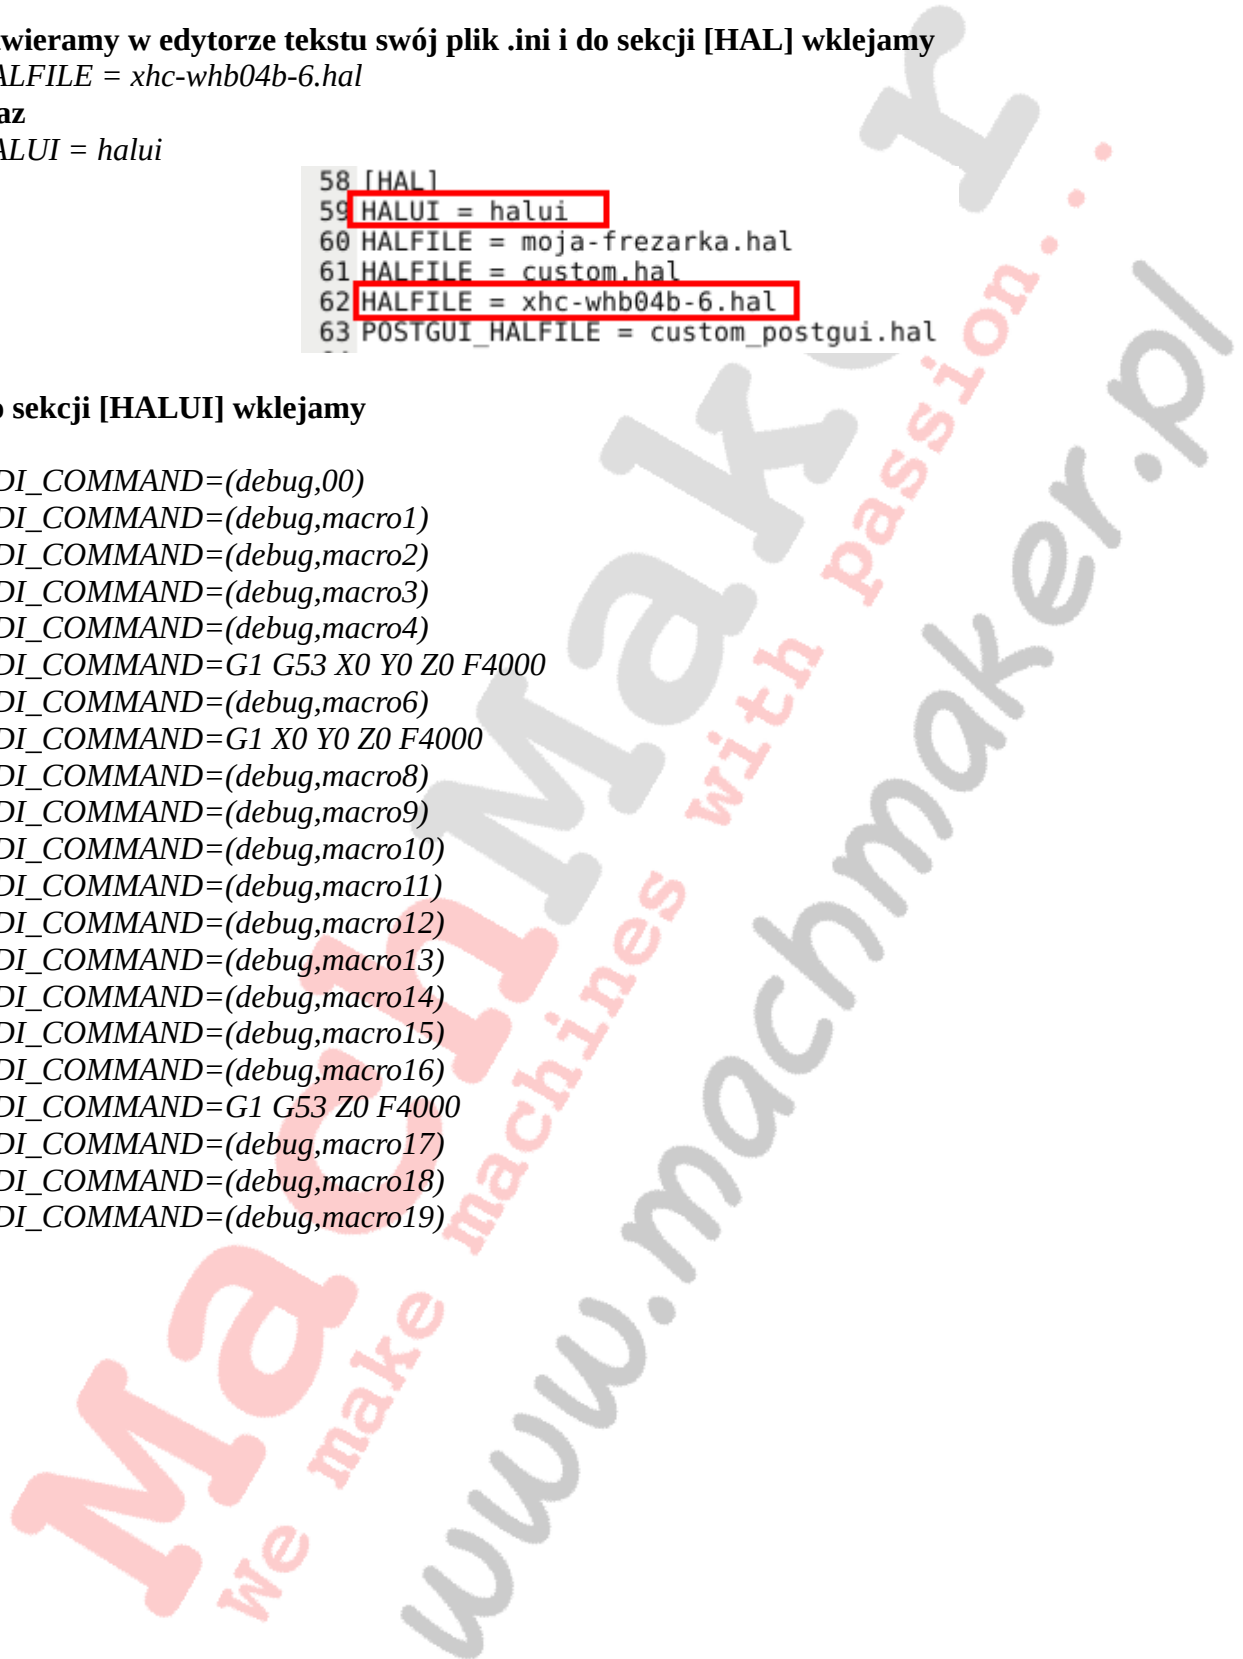 wieramy w edytorze tekstu swój plik .ini i do sekcji [HAL] wklejamy
ALFILE = xhc-whb04b-6.hal
az
ALUI = halui
58 [HAL]
59 HALUI = halui
60 HALFILE = moja-frezarka.hal
61 HALFILE = custom.hal
62 HALFILE = xhc-whb04b-6.hal
63 POSTGUI_HALFILE = custom_postgui.hal
o sekcji [HALUI] wklejamy
DI_COMMAND=(debug,00)
DI_COMMAND=(debug,macro1)
DI_COMMAND=(debug,macro2)
DI_COMMAND=(debug,macro3)
DI_COMMAND=(debug,macro4)
DI_COMMAND=G1 G53 X0 Y0 Z0 F4000
DI_COMMAND=(debug,macro6)
DI_COMMAND=G1 X0 Y0 Z0 F4000
DI_COMMAND=(debug,macro8)
DI_COMMAND=(debug,macro9)
DI_COMMAND=(debug,macro10)
DI_COMMAND=(debug,macro11)
DI_COMMAND=(debug,macro12)
DI_COMMAND=(debug,macro13)
DI_COMMAND=(debug,macro14)
DI_COMMAND=(debug,macro15)
DI_COMMAND=(debug,macro16)
DI_COMMAND=G1 G53 Z0 F4000
DI_COMMAND=(debug,macro17)
DI_COMMAND=(debug,macro18)
DI_COMMAND=(debug,macro19)
MachMaker
We make machines with passion...
www.machmaker.pl